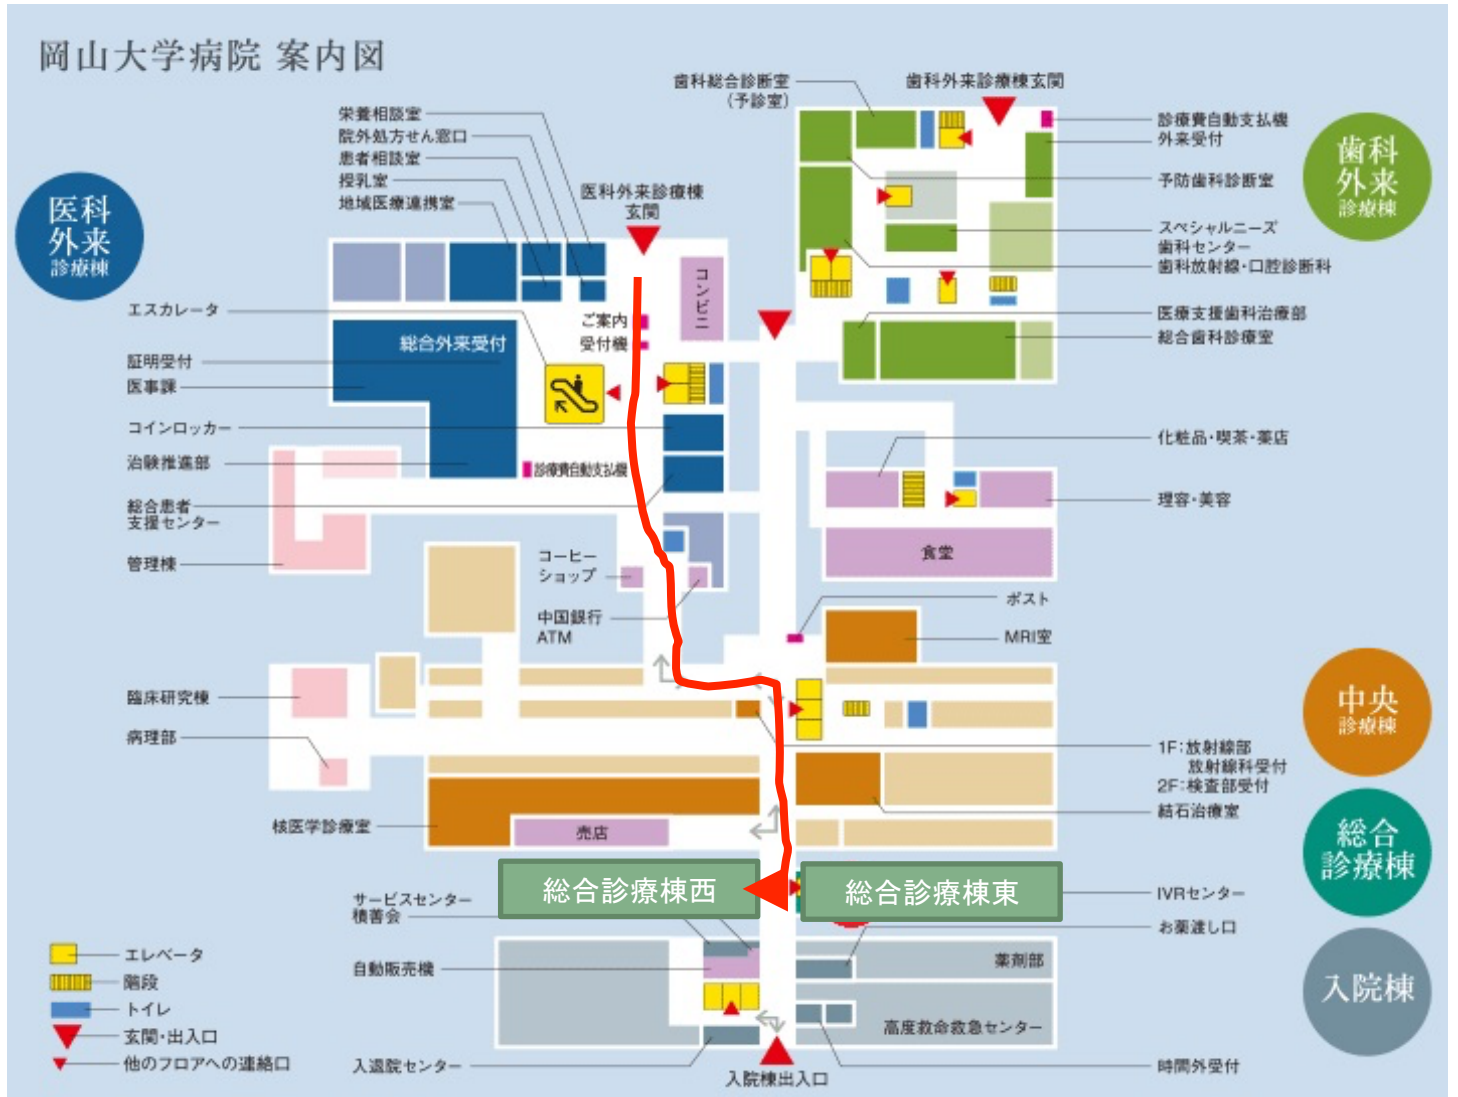 岡山大学病院 案内図
歯科総合診断室
(予診室)
歯科外来診療棟玄関
診療費自動支払機
外来受付
予防歯科診断室
スペシャルニーズ
歯科センター
歯科放射線・口腔診断科
医療支援歯科治療部
総合歯科診療室
歯科
外来
診療棟
栄養相談室
院外処方せん窓口
患者相談室
授乳室
地域医療連携室
医科外来診療棟
玄関
医科
外来
診療棟
コンビニ
エスカレータ
ご案内
受付機
総合外来受付
証明受付
医事課
コインロッカー
治験推進部
診療費自動支払機
総合患者
支援センター
管理棟
化粧品・喫茶・薬店
理容・美容
食堂
コーヒー
ショップ
中国銀行
ATM
ポスト
MRI室
臨床研究棟
病理部
中央
診療棟
1F:放射線部
放射線科受付
2F:検査部受付
結石治療室
核医学診療室
売店
総合
診療棟
総合診療棟西
総合診療棟東
IVRセンター
サービスセンター
積善会
お薬渡し口
自動販売機
薬剤部
高度救命救急センター
入院棟
入退院センター
入院棟出入口
時間外受付
エレベータ
階段
トイレ
玄関・出入口
他のフロアへの連絡口